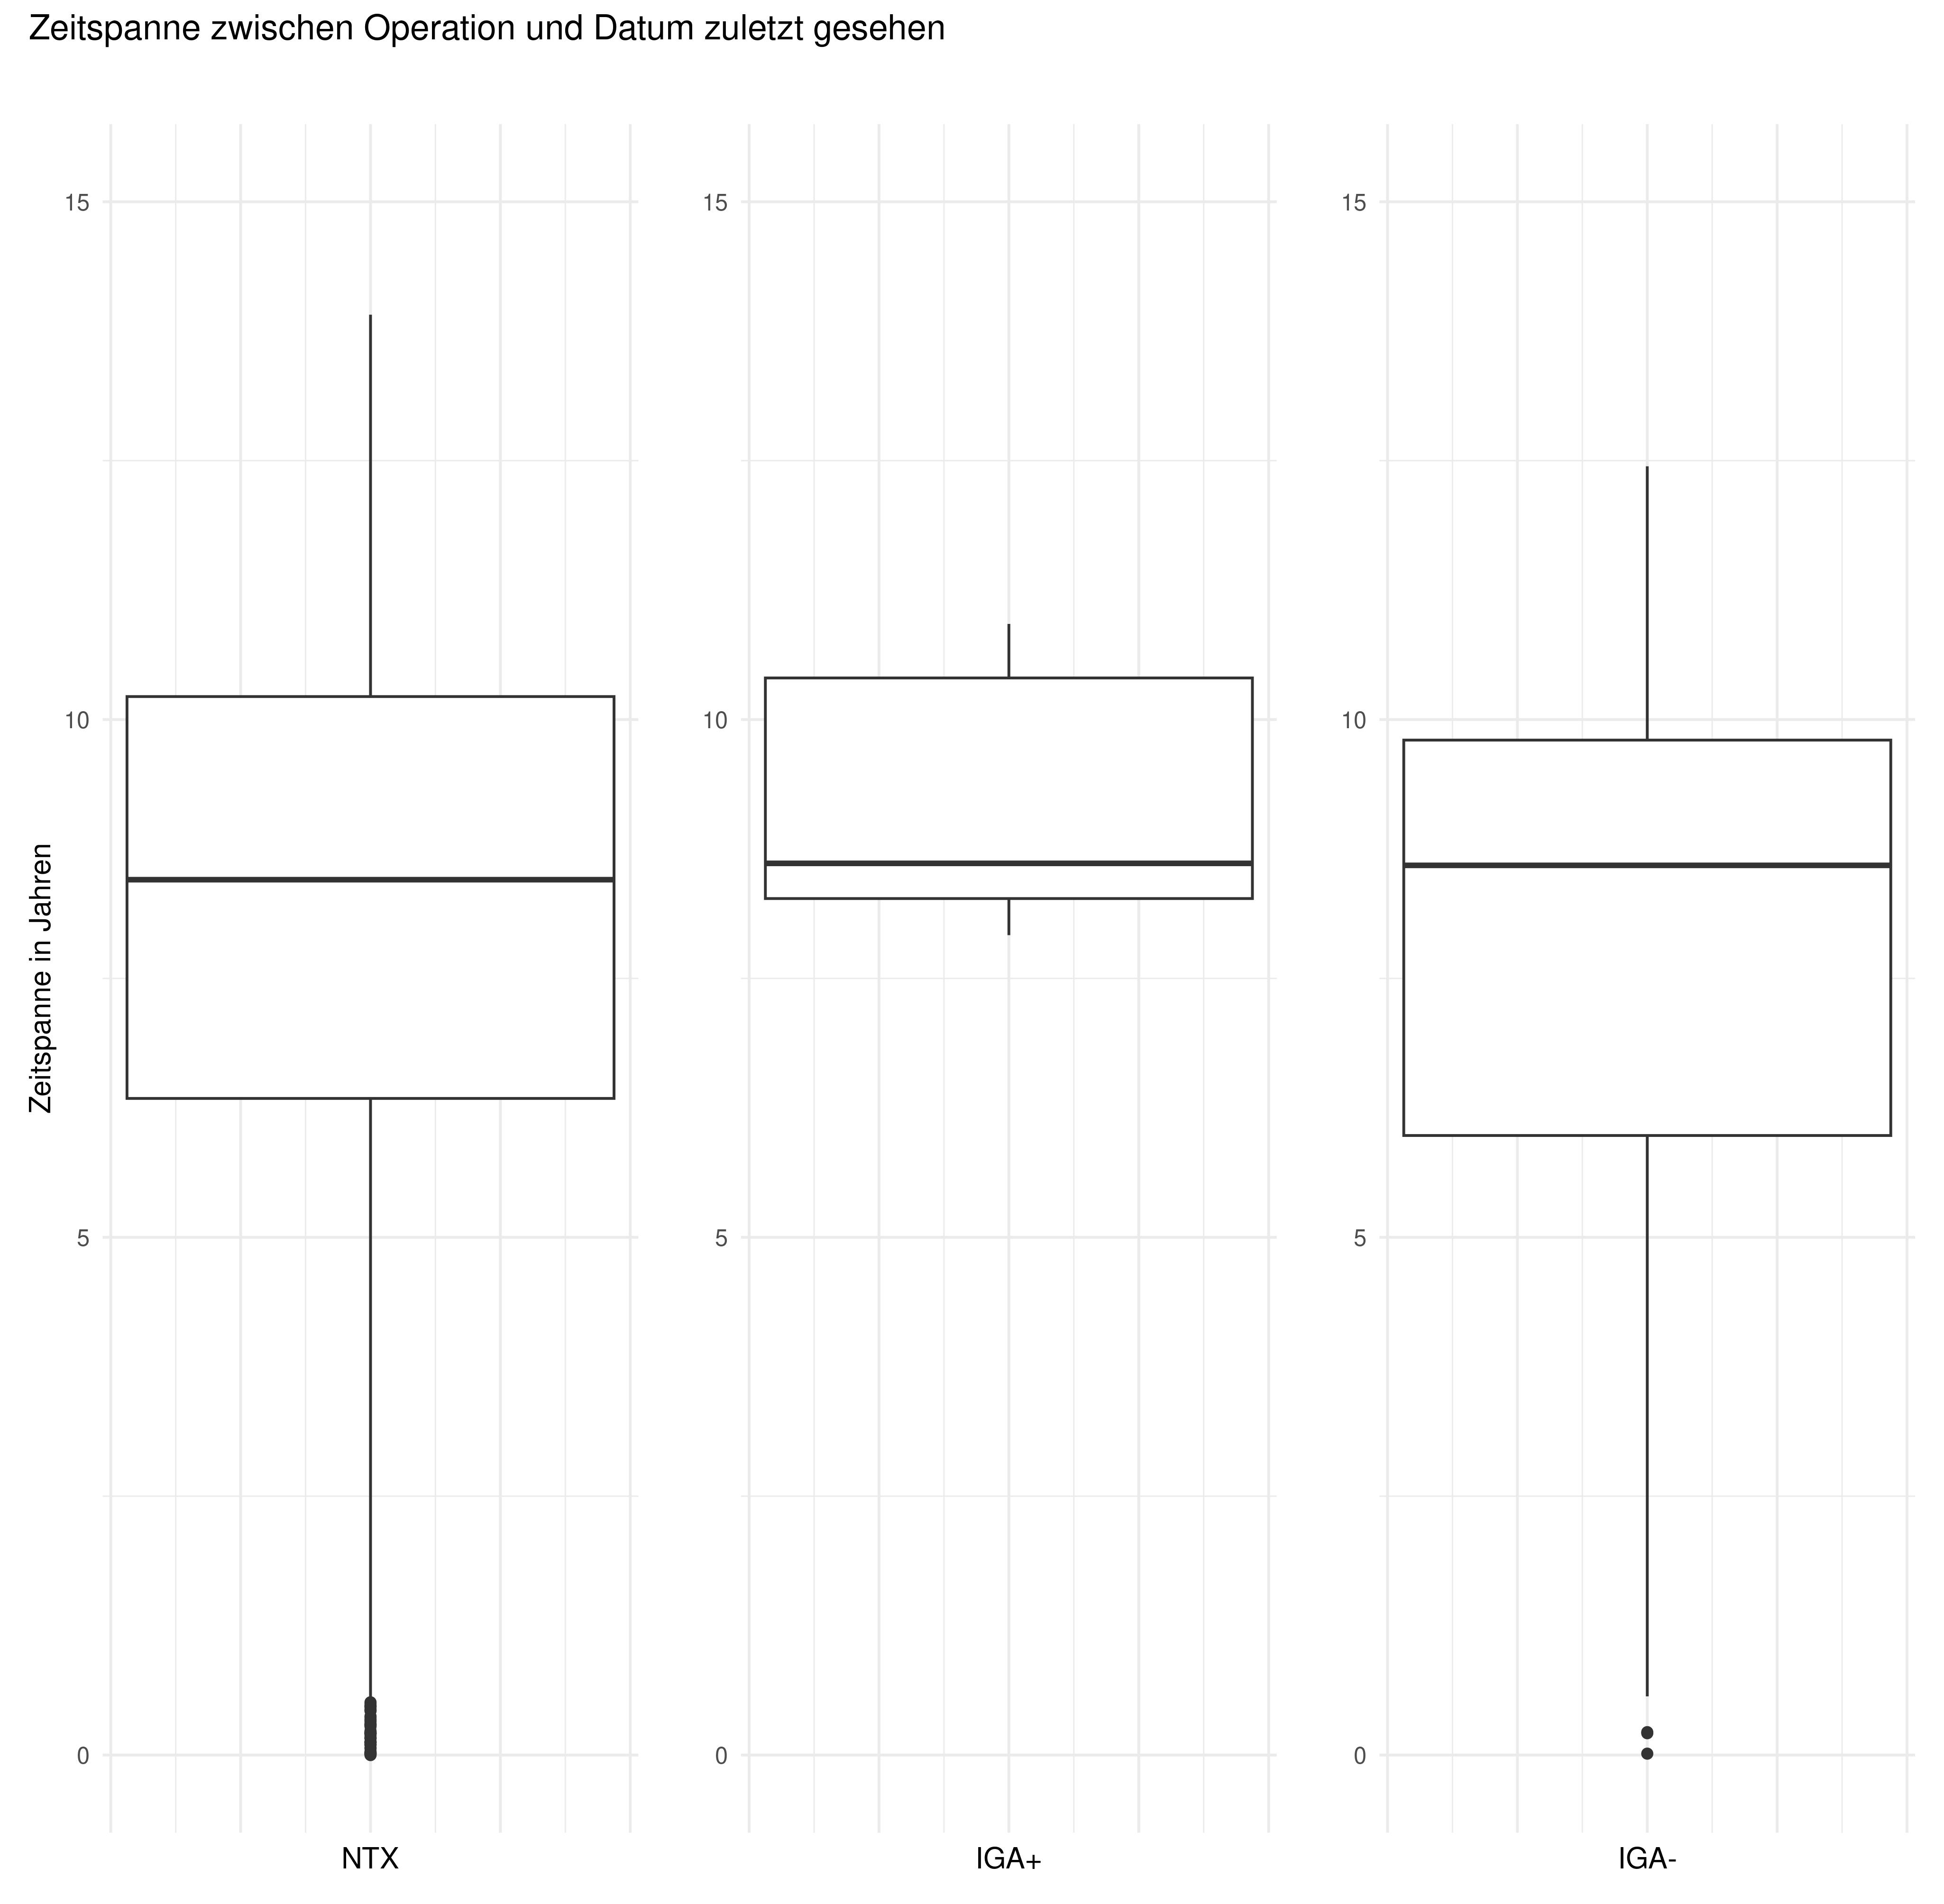 Zeitspanne zwischen Operation und Datum zuletzt gesehen
Zeitspanne in Jahren
15
10
5
0
NTX
15
10
5
0
IGA+
15
10
5
0
IGA-